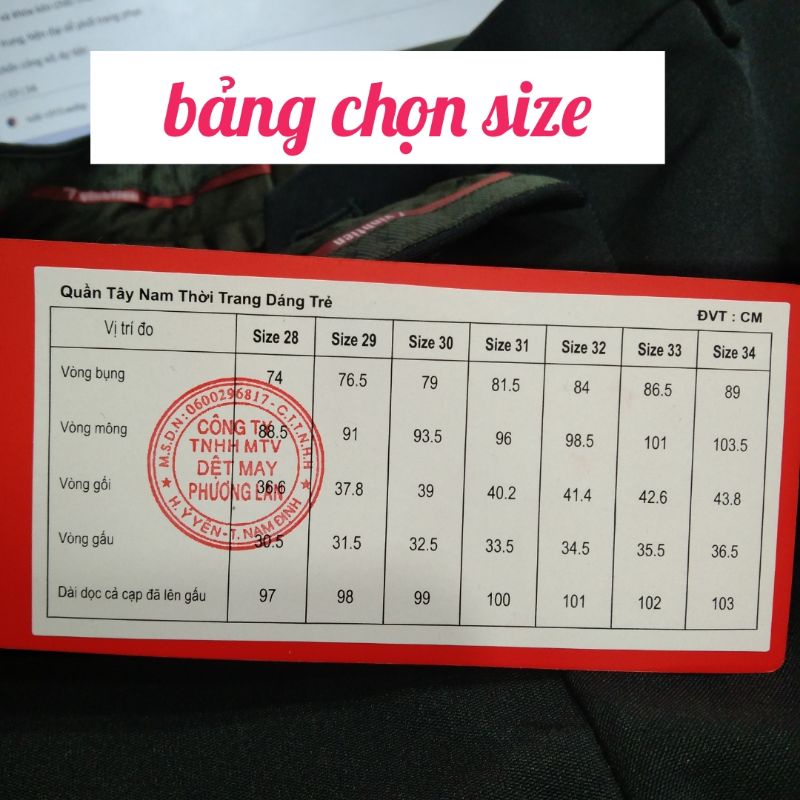 bảng chọn size
Quần Tây Nam Thời Trang Dáng Trẻ
ĐVT : CM
Vị trí đo Size 28 Size 29 Size 30 Size 31 Size 32 Size 33 Size 34
Vòng bụng 74 76.5 79 81.5 84 86.5 89
Vòng mông 88.5 91 93.5 96 98.5 101 103.5
Vòng gối 36.6 37.8 39 40.2 41.4 42.6 43.8
Vòng gấu 30.5 31.5 32.5 33.5 34.5 35.5 36.5
Dài dọc cả cạp đã lên gấu 97 98 99 100 101 102 103
M.S.D.N: 0600296817 - C.T.T.N.H.H
CÔNG TY
TNHH MTV
DỆT MAY
PHƯƠNG LAN
H. Ý YÊN - T. NAM ĐỊNH